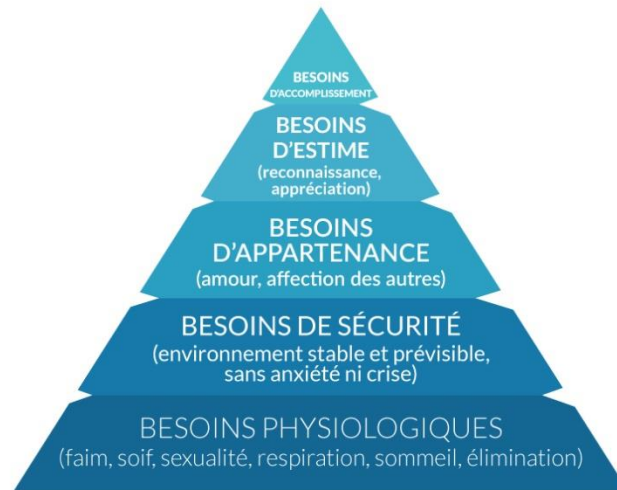 BESOINS
D'ACCOMPLISSEMENT
BESOINS
D'ESTIME
(reconnaissance,
appréciation)
BESOINS
D'APPARTENANCE
(amour, affection des autres)
BESOINS DE SÉCURITÉ
(environnement stable et prévisible,
sans anxiété ni crise)
BESOINS PHYSIOLOGIQUES
(faim, soif, sexualité, respiration, sommeil, élimination)